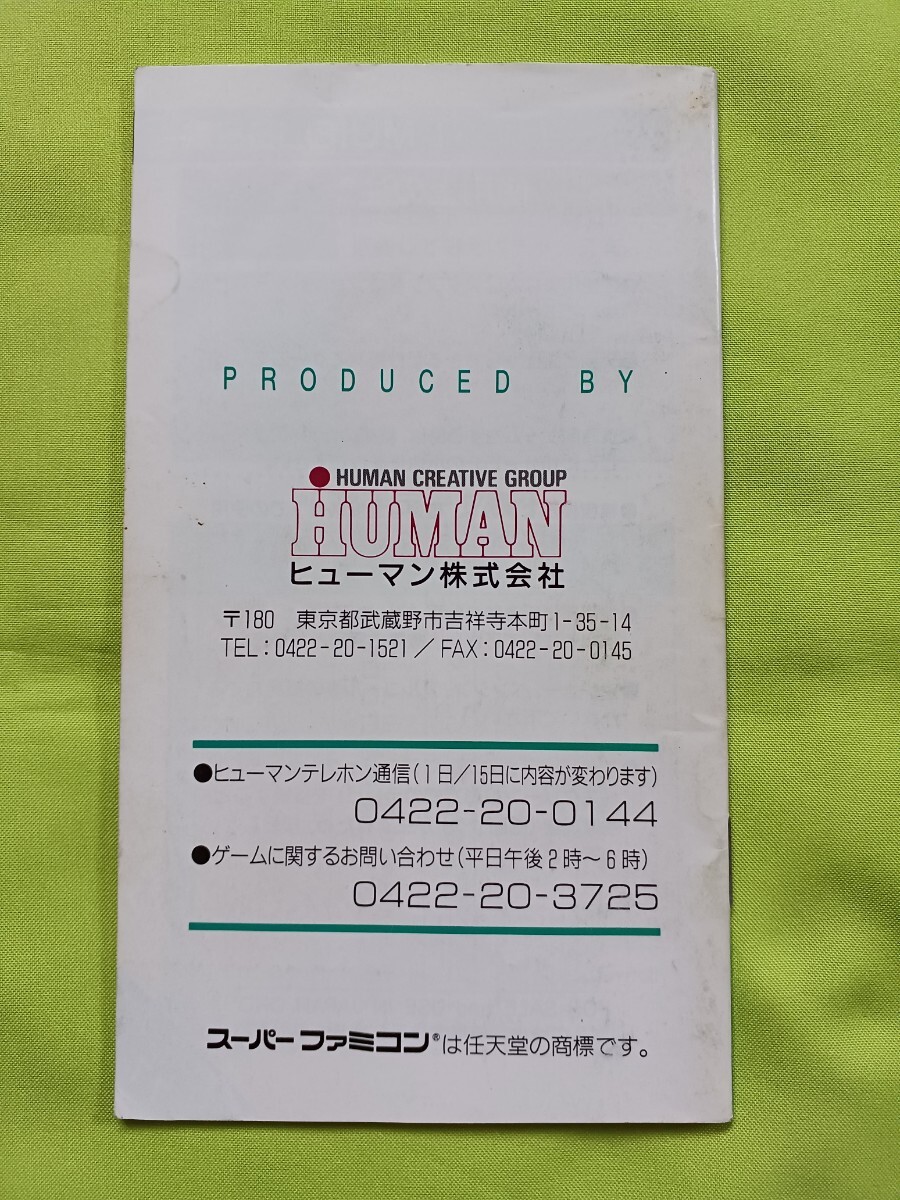 PRODUCED BY
HUMAN CREATIVE GROUP
HUMAN
ヒューマン株式会社
〒180 東京都武蔵野市吉祥寺本町1-35-14
TEL:0422-20-1521／FAX:0422-20-0145
●ヒューマンテレホン通信(1日／15日に内容が変わります)
0422-20-0144
●ゲームに関するお問い合わせ(平日午後2時〜6時)
0422-20-3725
スーパーファミコン®は任天堂の商標です。